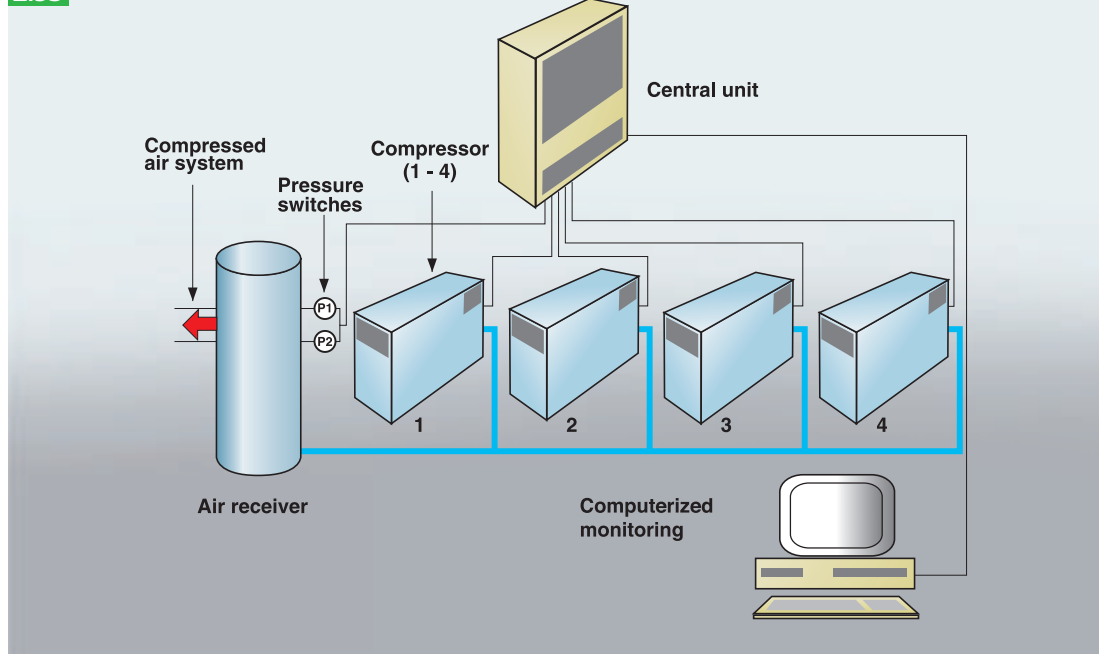 Central unit
Compressed
air system
Compressor
(1 - 4)
Pressure
switches
P1
P2
1
2
3
4
Air receiver
Computerized
monitoring